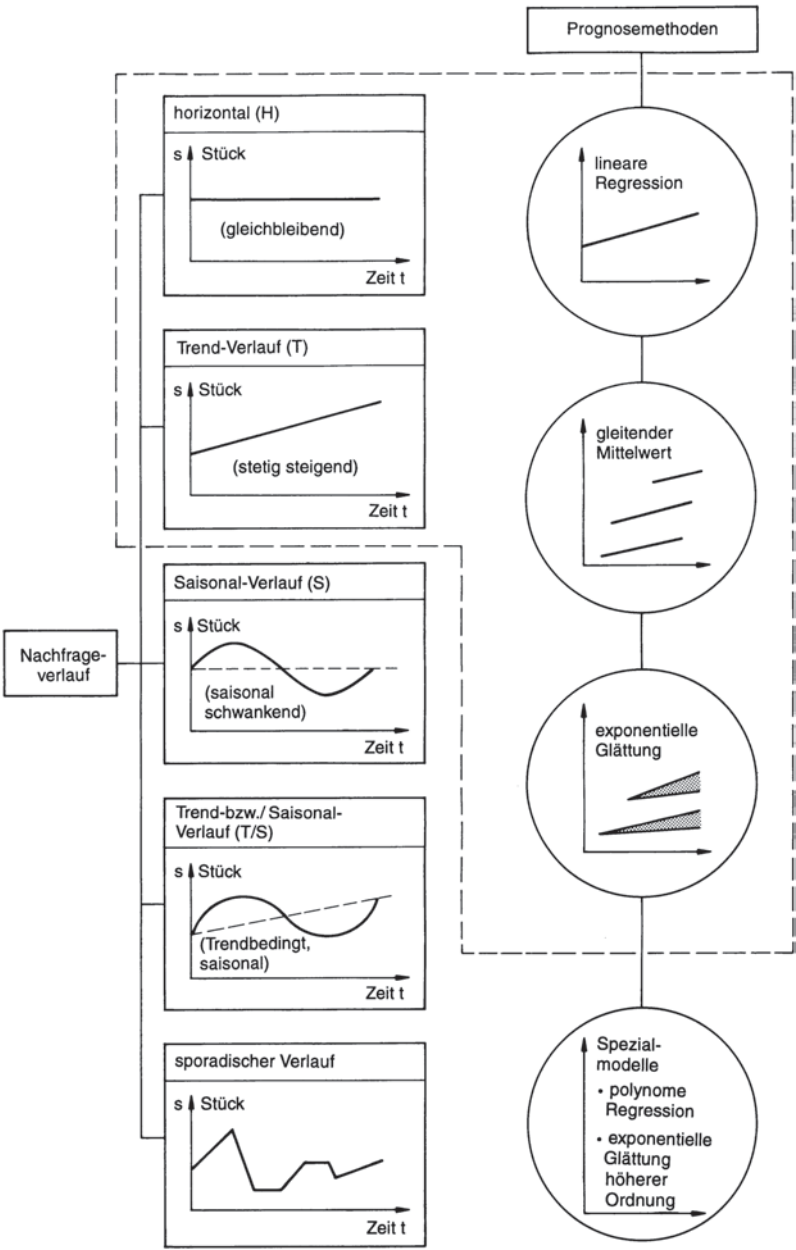 Prognosemethoden
horizontal (H)
s Stück
(gleichbleibend)
Zeit t
Trend-Verlauf (T)
s Stück
(stetig steigend)
Zeit t
Saisonal-Verlauf (S)
s Stück
(saisonal
schwankend)
Zeit t
Trend-bzw./Saisonal-
Verlauf (T/S)
s Stück
(Trendbedingt,
saisonal)
Zeit t
sporadischer Verlauf
s Stück
Zeit t
Nachfrage-
verlauf
lineare
Regression
gleitender
Mittelwert
exponentielle
Glättung
Spezial-
modelle
• polynome
Regression
• exponentielle
Glättung
höherer
Ordnung